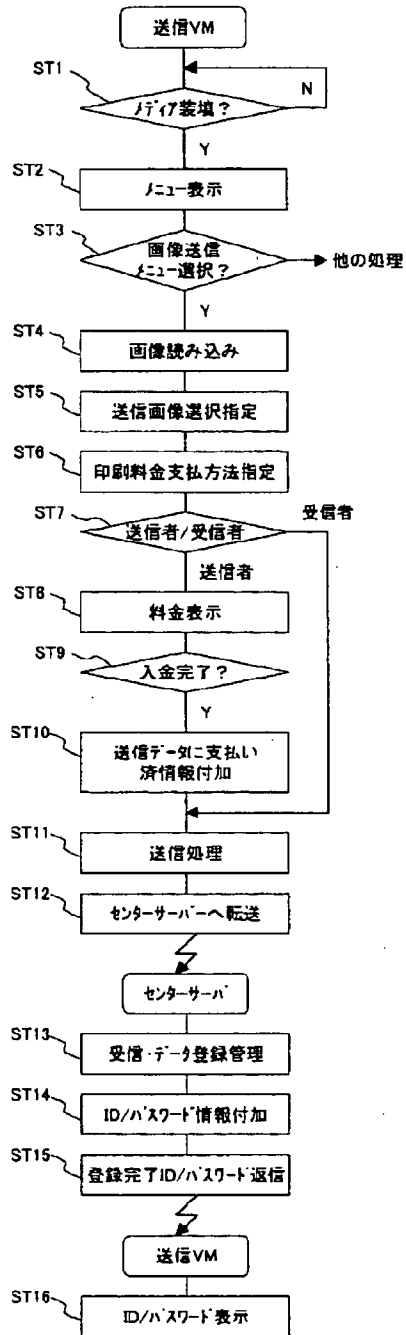 送信VM
ST1
メディア装填？
N
Y
ST2
メニュー表示
ST3
画像送信
メニュー選択？
他の処理
Y
ST4
画像読み込み
ST5
送信画像選択指定
ST6
印刷料金支払方法指定
ST7
送信者/受信者
受信者
送信者
ST8
料金表示
ST9
入金完了？
Y
ST10
送信データに支払い
済情報付加
ST11
送信処理
ST12
センターサーバーへ転送
センターサーバ
ST13
受信・データ登録管理
ST14
ID/パスワード情報付加
ST15
登録完了ID/パスワード返信
送信VM
ST16
ID/パスワード表示